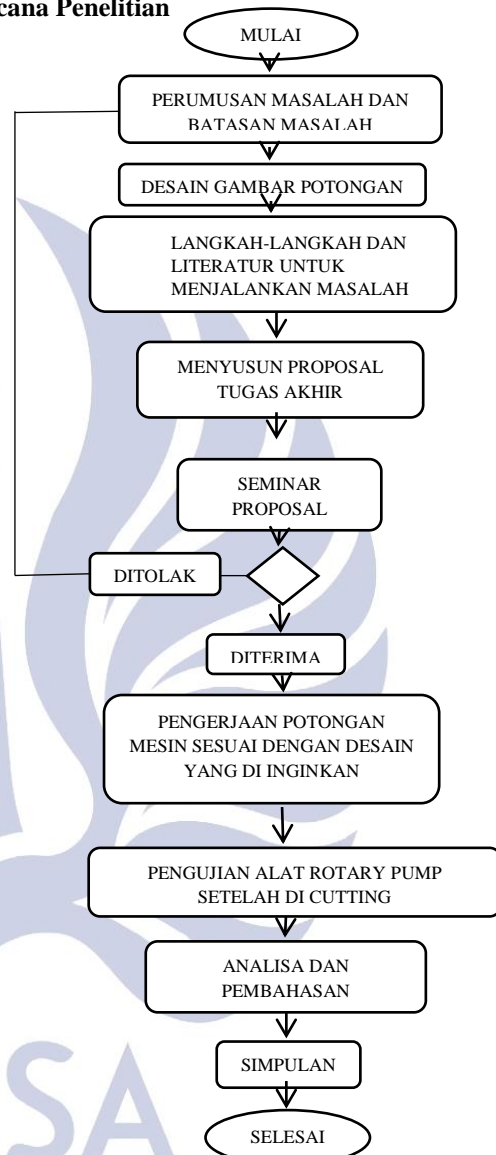 cana Penelitian
MULAI
PERUMUSAN MASALAH DAN
BATASAN MASALAH
DESAIN GAMBAR POTONGAN
LANGKAH-LANGKAH DAN
LITERATUR UNTUK
MENJALANKAN MASALAH
MENYUSUN PROPOSAL
TUGAS AKHIR
SEMINAR
PROPOSAL
DITOLAK
DITERIMA
PENGERJAAN POTONGAN
MESIN SESUAI DENGAN DESAIN
YANG DI INGINKAN
PENGUJIAN ALAT ROTARY PUMP
SETELAH DI CUTTING
ANALISA DAN
PEMBAHASAN
SIMPULAN
SELESAI
SA